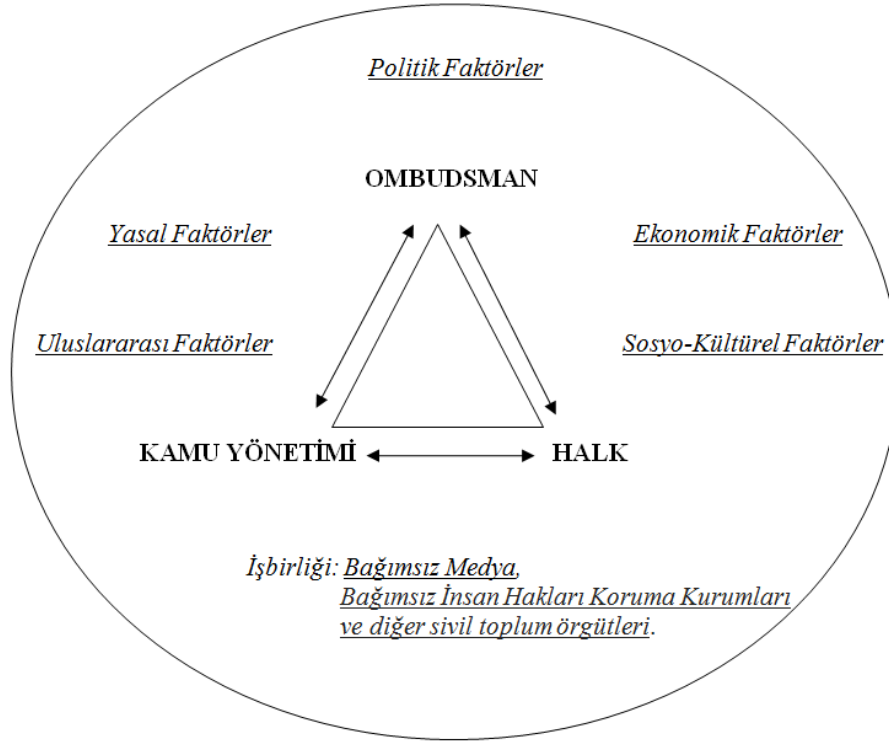 Politik Faktörler
OMBUDSMAN
Yasal Faktörler
Ekonomik Faktörler
Uluslararası Faktörler
Sosyo-Kültürel Faktörler
KAMU YÖNETİMİ
HALK
İşbirliği: Bağımsız Medya,
Bağımsız İnsan Hakları Koruma Kurumları
ve diğer sivil toplum örgütleri.